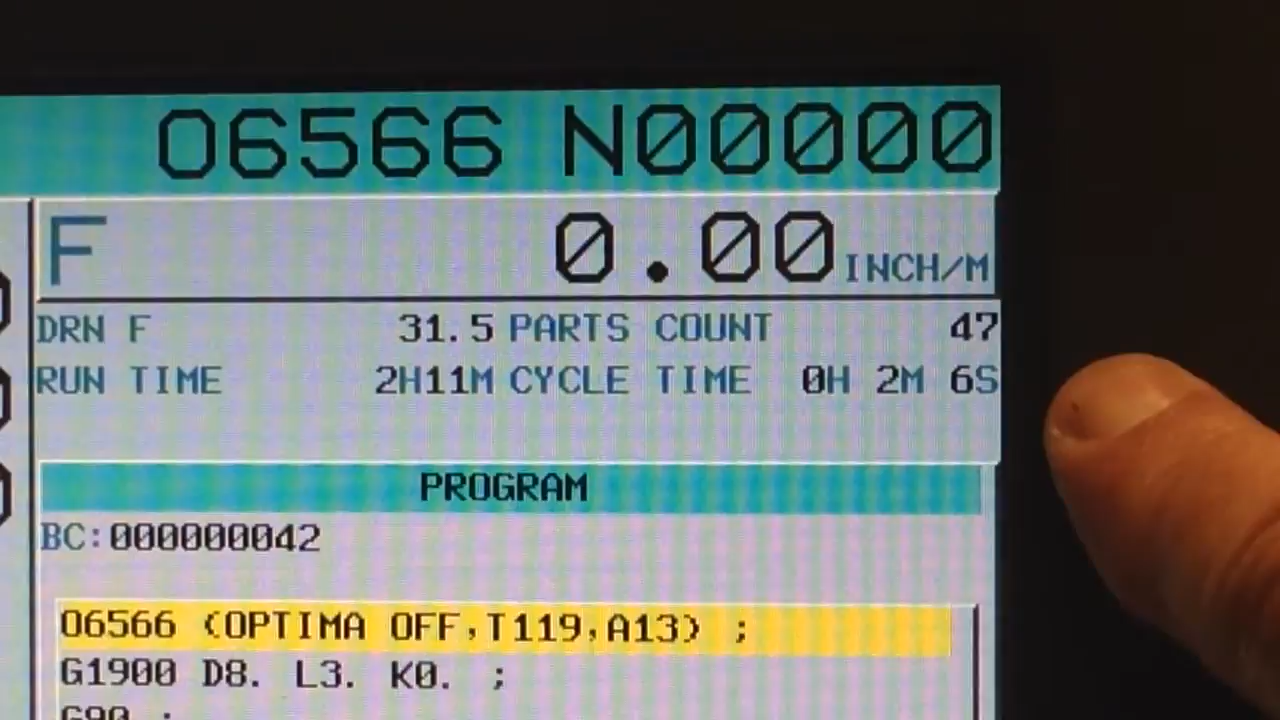 O6566 N00000
F 0.00 INCH/M
DRN F 31.5 PARTS COUNT 47
RUN TIME 2H11M CYCLE TIME 0H 2M 6S
PROGRAM
BC:000000042
O6566 (OPTIMA OFF,T119,A13) ;
G1900 D8. L3. K0. ;
G90 ;